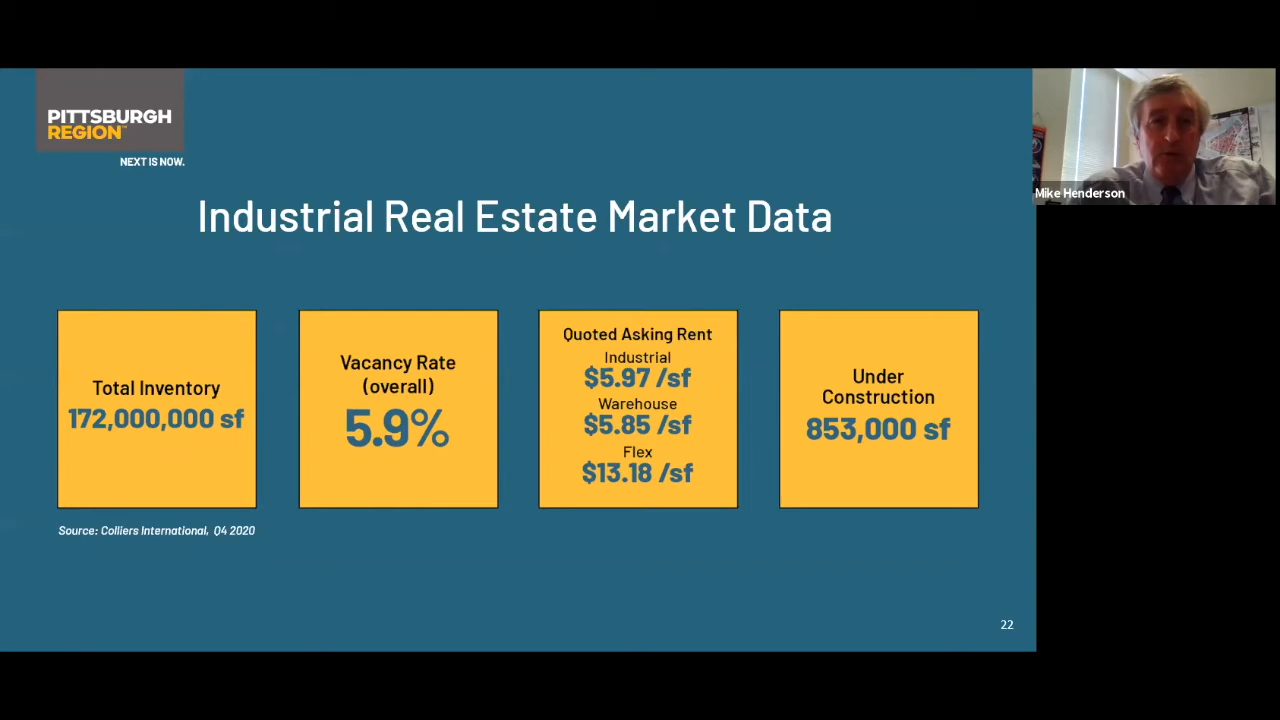 PITTSBURGH
REGION™
NEXT IS NOW.
Mike Henderson
Industrial Real Estate Market Data
Total Inventory
172,000,000 sf
Vacancy Rate
(overall)
5.9%
Quoted Asking Rent
Industrial
$5.97 /sf
Warehouse
$5.85 /sf
Flex
$13.18 /sf
Under
Construction
853,000 sf
Source: Colliers International, Q4 2020
22